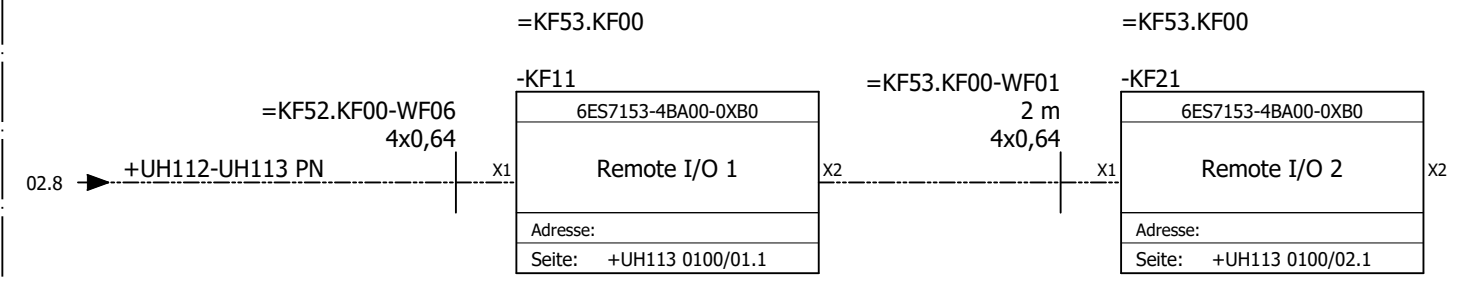 =KF53.KF00
=KF53.KF00
-KF11
=KF53.KF00-WF01
-KF21
=KF52.KF00-WF06
6ES7153-4BA00-0XB0
2 m
6ES7153-4BA00-0XB0
4x0,64
4x0,64
02.8
+UH112-UH113 PN
X1
Remote I/O 1
X2
X1
Remote I/O 2
X2
Adresse:
Adresse:
Seite: +UH113 0100/01.1
Seite: +UH113 0100/02.1